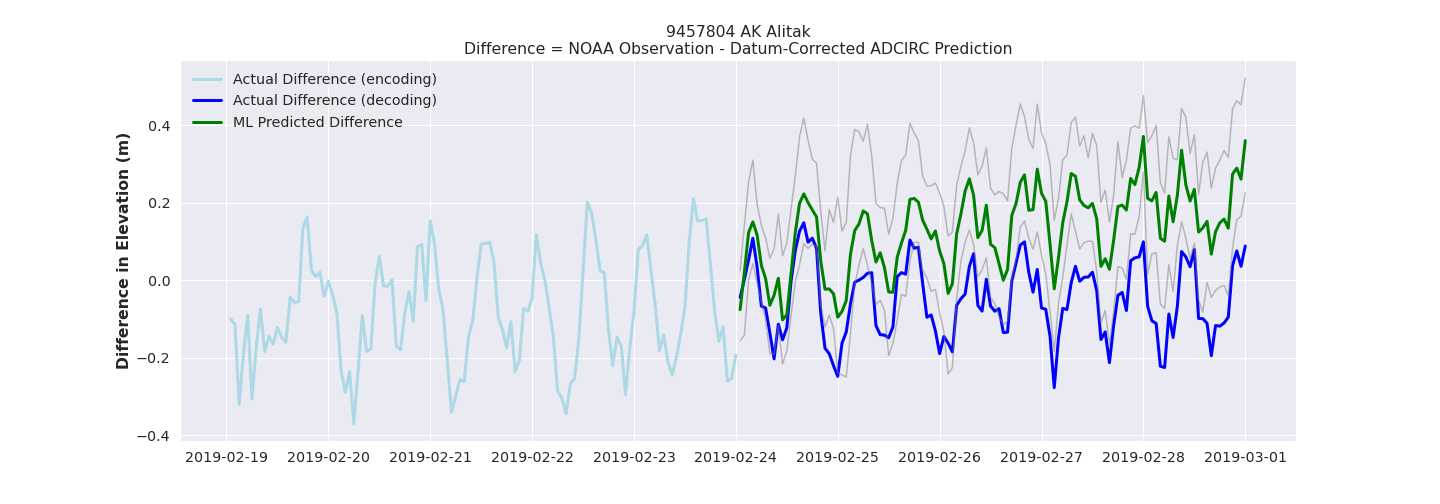 9457804 AK Alitak
Difference = NOAA Observation - Datum-Corrected ADCIRC Prediction
Actual Difference (encoding)
Actual Difference (decoding)
ML Predicted Difference
Difference in Elevation (m)
0.4
0.2
0.0
−0.2
−0.4
2019-02-19 2019-02-20 2019-02-21 2019-02-22 2019-02-23 2019-02-24 2019-02-25 2019-02-26 2019-02-27 2019-02-28 2019-03-01